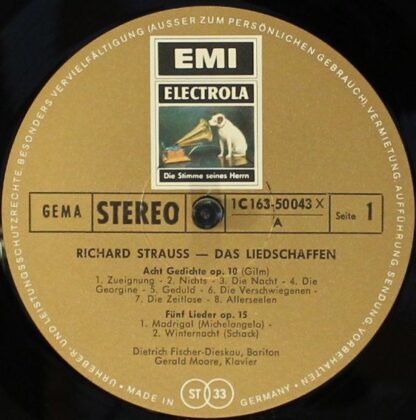 EMI
ELECTROLA
Die Stimme seines Herrn
GEMA STEREO 1C 163-50 043 X A Seite 1
RICHARD STRAUSS — DAS LIEDSCHAFFEN
Acht Gedichte op. 10 (Gilm)
1. Zueignung - 2. Nichts - 3. Die Nacht - 4. Die
Georgine - 5. Geduld - 6. Die Verschwiegenen -
7. Die Zeitlose - 8. Allerseelen
Fünf Lieder op. 15
1. Madrigal (Michelangelo) -
2. Winternacht (Schack)
Dietrich Fischer-Dieskau, Bariton
Gerald Moore, Klavier
ST 33
URHEBER- UND LEISTUNGSSCHUTZRECHTE, BESONDERS VERVIELFÄLTIGUNG (AUSSER ZUM PERSÖNLICHEN GEBRAUCH), VERMIETUNG, AUFFÜHRUNG, SENDUNG, VORBEHALTEN • MADE IN GERMANY •